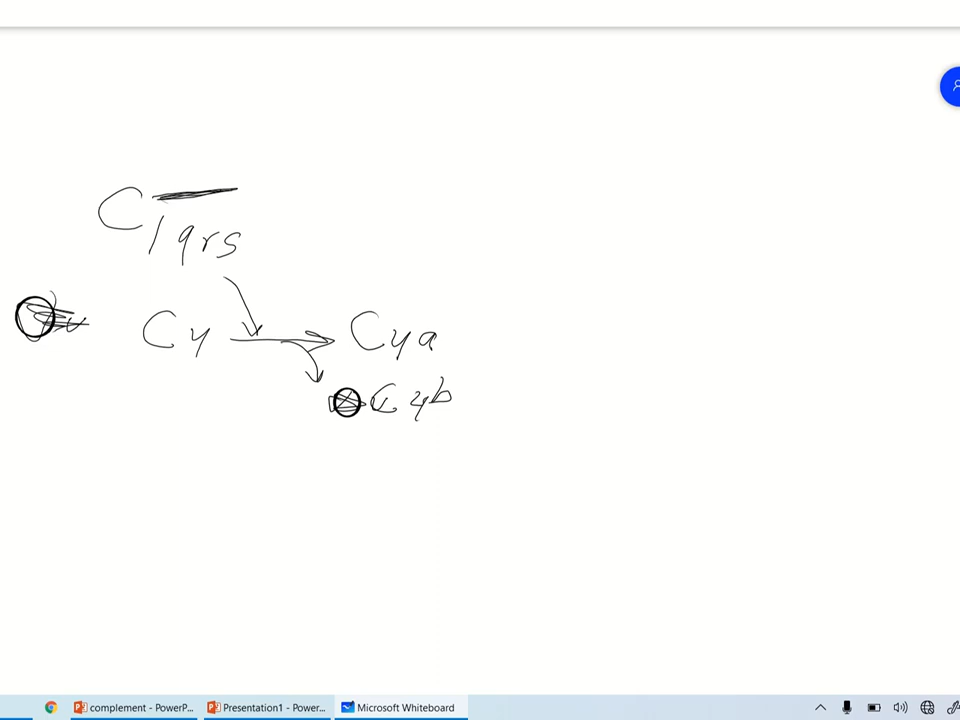 C1qrs
C4 C4a
C4b
complement - PowerP... Presentation1 - Power... Microsoft Whiteboard